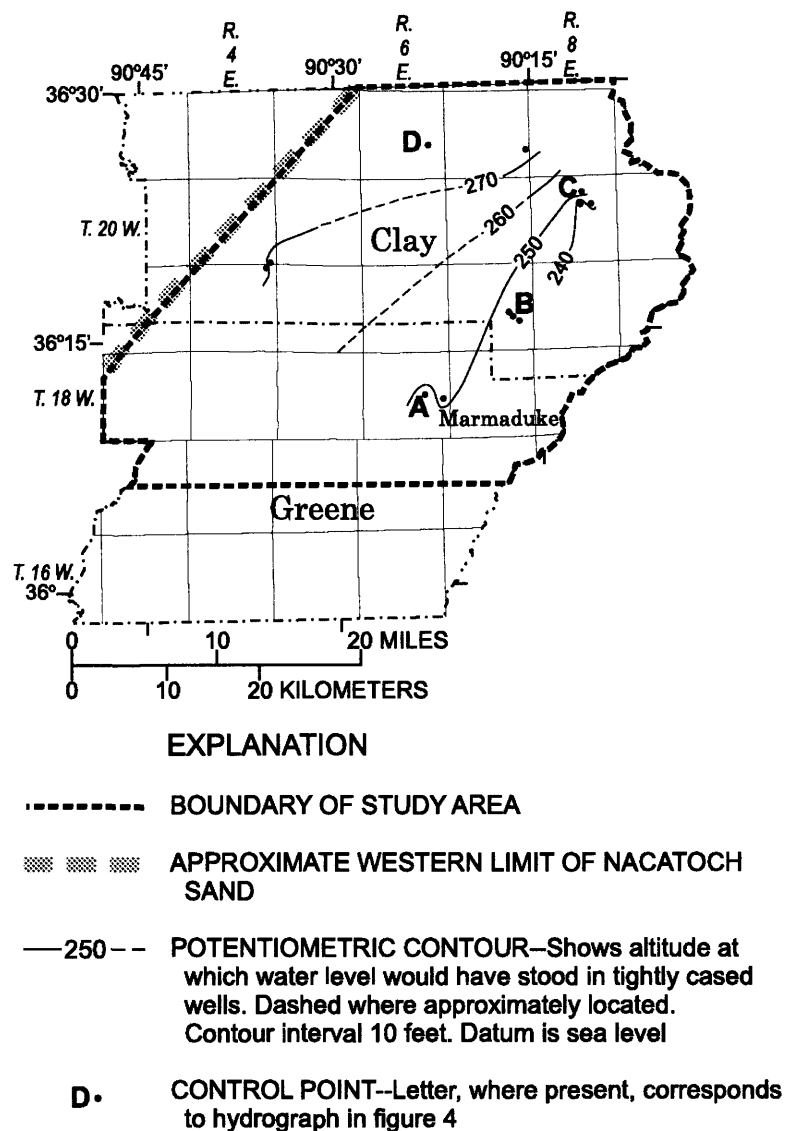 R. 4 E.
R. 6 E.
R. 8 E.
90°45'
90°30'
90°15'
36°30'
D
270
C
T. 20 W.
260
Clay
250
240
B
36°15'
T. 18 W.
A
Marmaduke
Greene
T. 16 W.
36°
0 10 20 MILES
0 10 20 KILOMETERS
EXPLANATION
BOUNDARY OF STUDY AREA
APPROXIMATE WESTERN LIMIT OF NACATOCH
SAND
250 POTENTIOMETRIC CONTOUR--Shows altitude at
which water level would have stood in tightly cased
wells. Dashed where approximately located.
Contour interval 10 feet. Datum is sea level
D CONTROL POINT--Letter, where present, corresponds
to hydrograph in figure 4